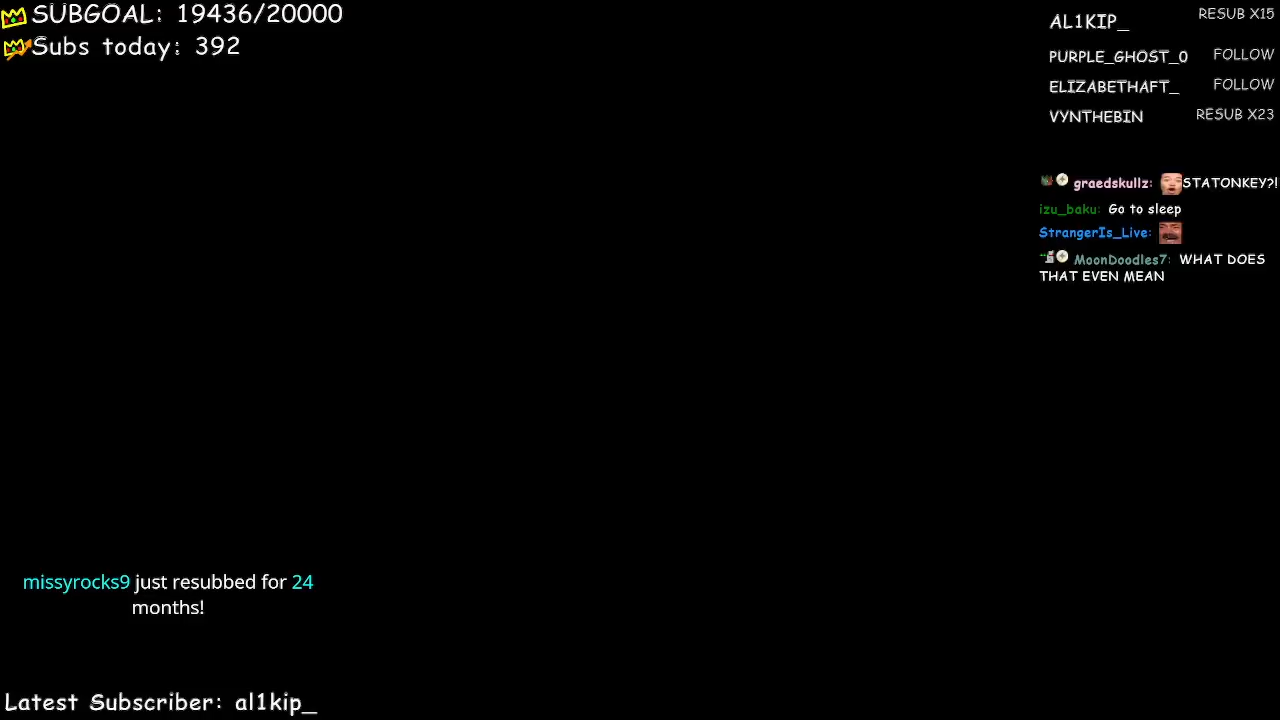 SUBGOAL: 19436/20000
Subs today: 392
AL1KIP_ RESUB X15
PURPLE_GHOST_0 FOLLOW
ELIZABETHAFT_ FOLLOW
VYNTHEBIN RESUB X23
graedskullz: STATONKEY?!
izu_baku: Go to sleep
StrangerIs_Live:
MoonDoodles7: WHAT DOES
THAT EVEN MEAN
missyrocks9 just resubbed for 24
months!
Latest Subscriber: al1kip_